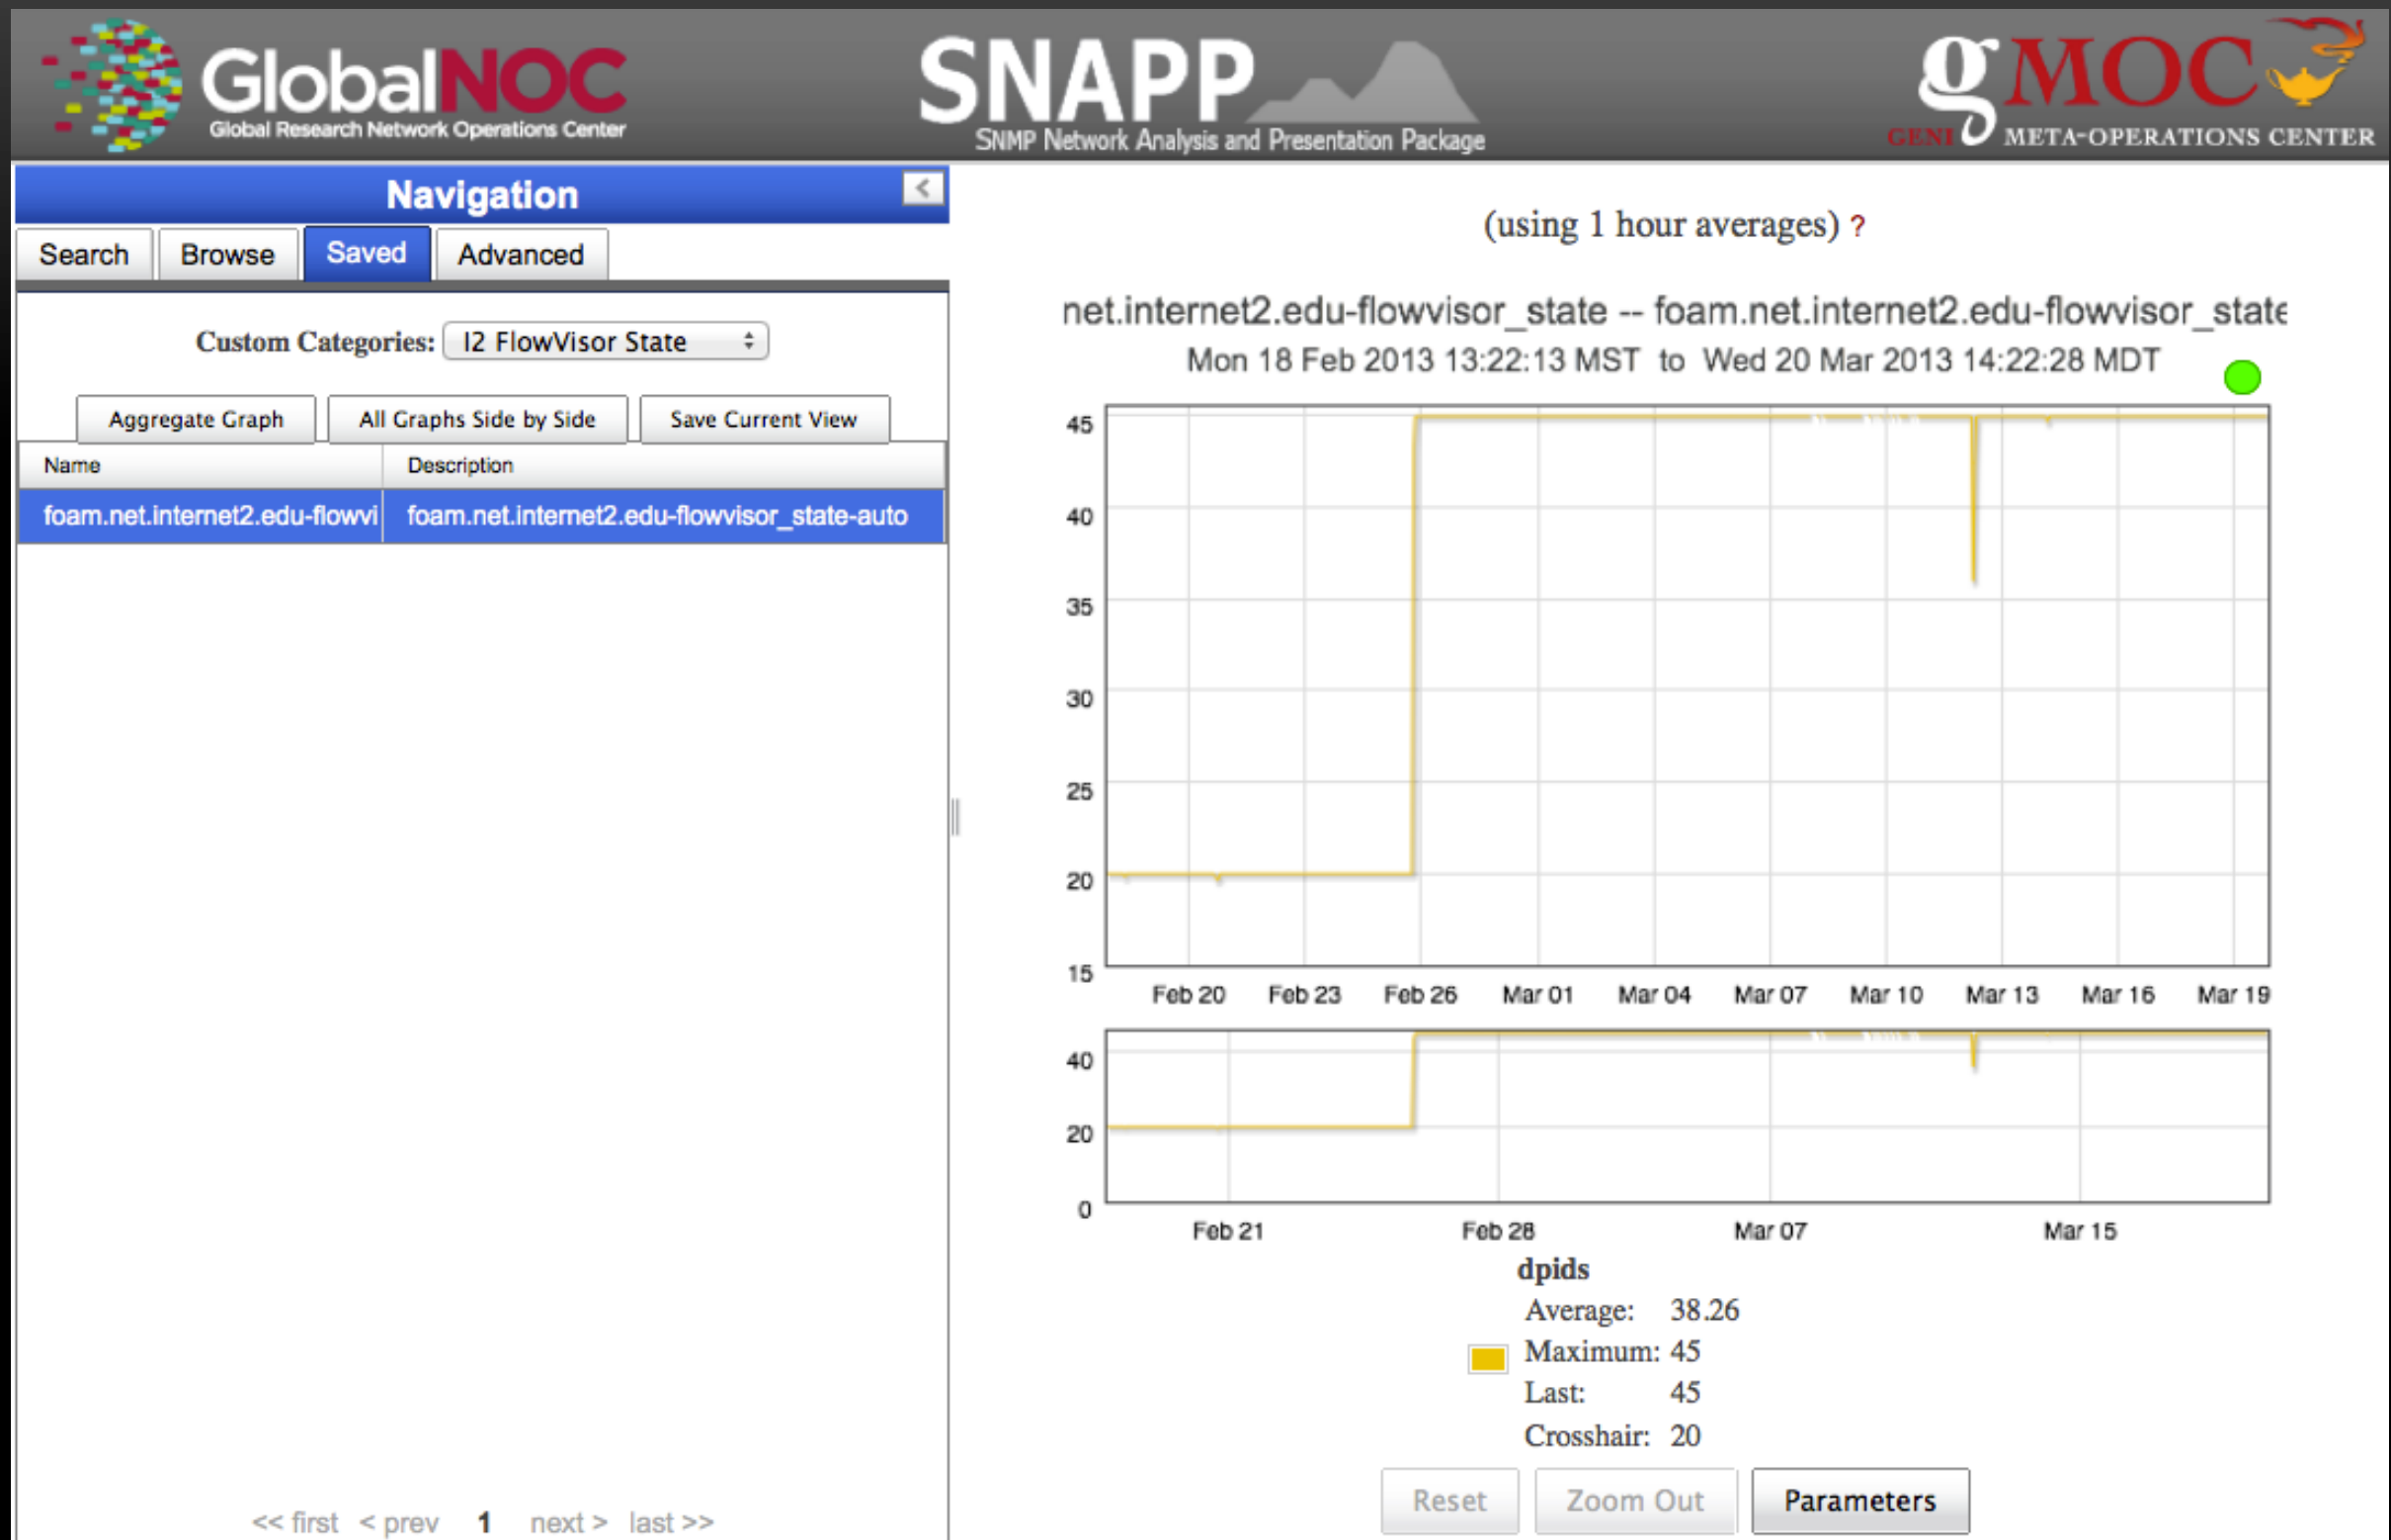 GlobalNOC
Global Research Network Operations Center
SNAPP
SNMP Network Analysis and Presentation Package
gMOC
GENI META-OPERATIONS CENTER
Navigation
<
Search Browse Saved Advanced
Custom Categories: I2 FlowVisor State
Aggregate Graph All Graphs Side by Side Save Current View
Name Description
foam.net.internet2.edu-flowvi foam.net.internet2.edu-flowvisor_state-auto
<< first < prev 1 next > last >>
(using 1 hour averages) ?
net.internet2.edu-flowvisor_state -- foam.net.internet2.edu-flowvisor_state
Mon 18 Feb 2013 13:22:13 MST to Wed 20 Mar 2013 14:22:28 MDT
45
40
35
30
25
20
15
Feb 20 Feb 23 Feb 26 Mar 01 Mar 04 Mar 07 Mar 10 Mar 13 Mar 16 Mar 19
40
20
0
Feb 21 Feb 28 Mar 07 Mar 15
dpids
Average: 38.26
Maximum: 45
Last: 45
Crosshair: 20
Reset Zoom Out Parameters